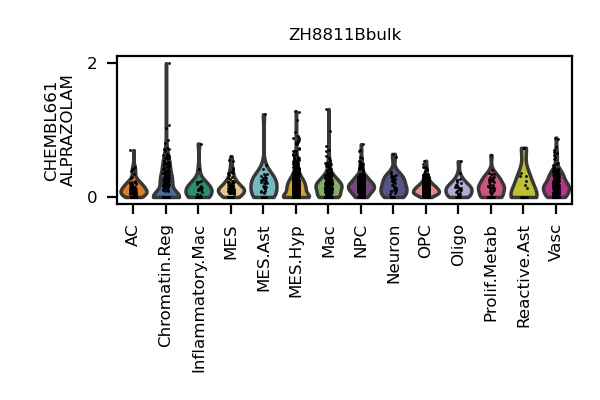 ZH8811Bbulk
CHEMBL661
ALPRAZOLAM
2
0
AC
Chromatin.Reg
Inflammatory.Mac
MES
MES.Ast
MES.Hyp
Mac
NPC
Neuron
OPC
Oligo
Prolif.Metab
Reactive.Ast
Vasc